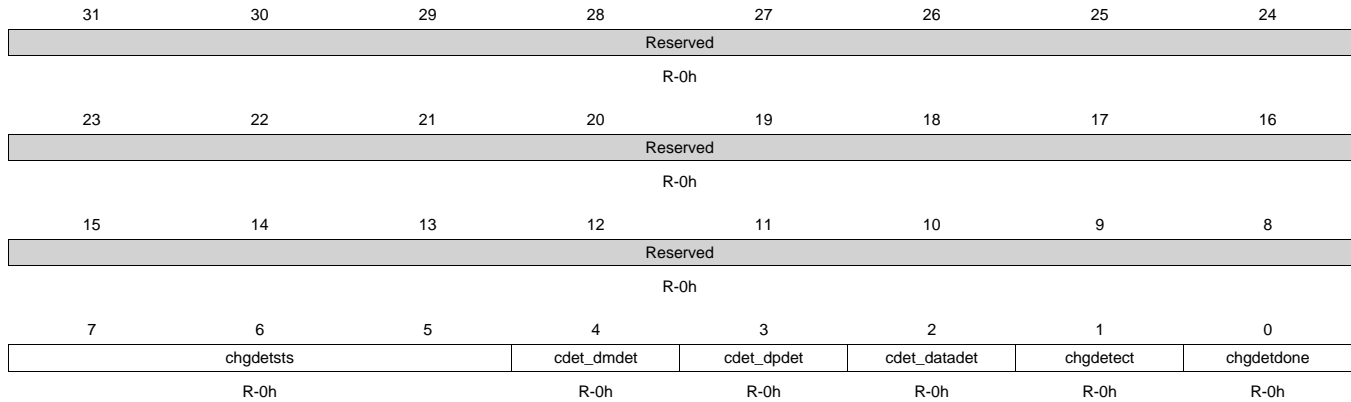 31 30 29 28 27 26 25 24
Reserved
R-0h
23 22 21 20 19 18 17 16
Reserved
R-0h
15 14 13 12 11 10 9 8
Reserved
R-0h
7 6 5 4 3 2 1 0
chgdetsts cdet_dmdet cdet_dpdet cdet_datadet chgdetect chgdetdone
R-0h R-0h R-0h R-0h R-0h R-0h